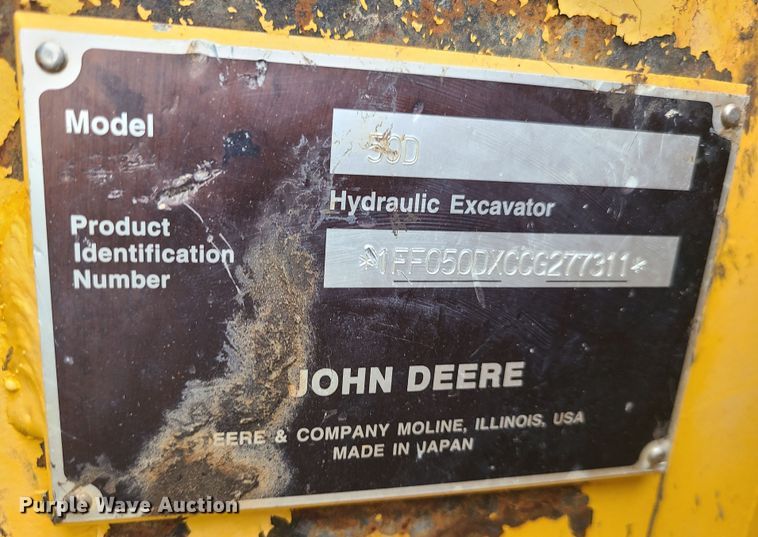 Model
50D
Hydraulic Excavator
Product
Identification
Number
*1FF050DXCCG277311*
JOHN DEERE
EERE & COMPANY MOLINE, ILLINOIS, USA
MADE IN JAPAN
Purple Wave Auction